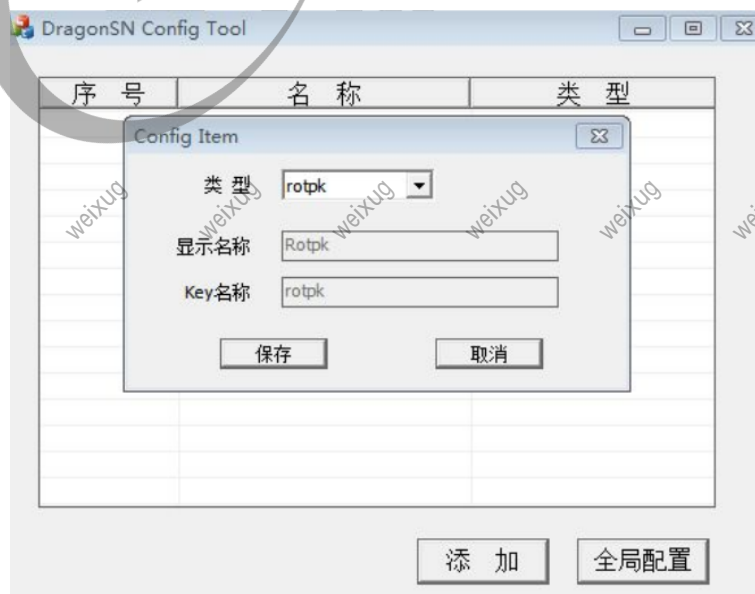 DragonSN Config Tool
序 号 名 称 类 型
Config Item
类 型 rotpk
weixug weixug weixug weixug weixug
显示名称 Rotpk
Key名称 rotpk
保存 取消
添 加 全局配置